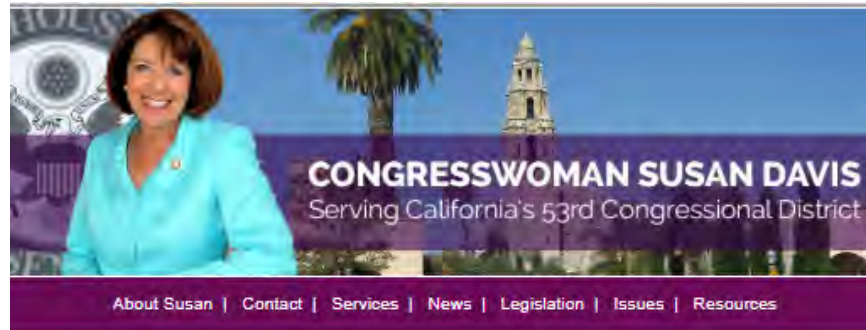 CONGRESSWOMAN SUSAN DAVIS
Serving California's 53rd Congressional District
About Susan | Contact | Services | News | Legislation | Issues | Resources